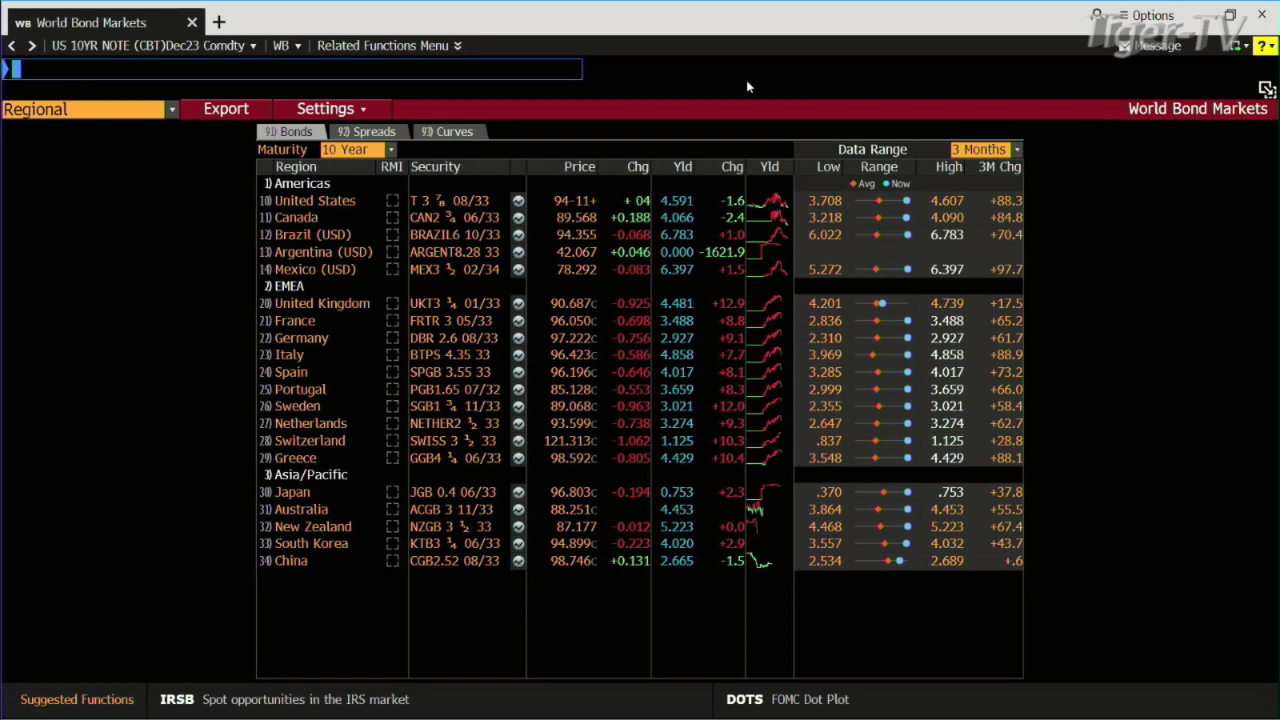 WB World Bond Markets
Options
Tiger-TV
US 10YR NOTE (CBT)Dec23 Comdty WB Related Functions Menu Message ?
Regional Export Settings World Bond Markets
91) Bonds 92) Spreads 93) Curves
Maturity 10 Year Data Range 3 Months
Region RMI Security Price Chg Yld Chg Yld Low Range High 3M Chg
1) Americas Avg Now
10) United States T 3 ⅞ 08/33 94-11+ + 04 4.591 -1.6 3.708 4.607 +88.3
11) Canada CAN2 ¾ 06/33 89.568 +0.188 4.066 -2.4 3.218 4.090 +84.8
12) Brazil (USD) BRAZIL6 10/33 94.355 -0.068 6.783 +1.0 6.022 6.783 +70.4
13) Argentina (USD) ARGENT8.28 33 42.067 +0.046 0.000 -1621.9
14) Mexico (USD) MEX3 ½ 02/34 78.292 -0.083 6.397 +1.5 5.272 6.397 +97.7
2) EMEA
20) United Kingdom UKT3 ¼ 01/33 90.687c -0.925 4.481 +12.9 4.201 4.739 +17.5
21) France FRTR 3 05/33 96.050c -0.698 3.488 +8.8 2.836 3.488 +65.2
22) Germany DBR 2.6 08/33 97.222c -0.756 2.927 +9.1 2.310 2.927 +61.7
23) Italy BTPS 4.35 33 96.423c -0.586 4.858 +7.7 3.969 4.858 +88.9
24) Spain SPGB 3.55 33 96.196c -0.646 4.017 +8.1 3.285 4.017 +73.2
25) Portugal PGB1.65 07/32 85.128c -0.553 3.659 +8.3 2.999 3.659 +66.0
26) Sweden SGB1 ¾ 11/33 89.068c -0.963 3.021 +12.0 2.355 3.021 +58.4
27) Netherlands NETHER2 ½ 33 93.599c -0.738 3.274 +9.3 2.647 3.274 +62.7
28) Switzerland SWISS 3 ½ 33 121.313c -1.062 1.125 +10.3 .837 1.125 +28.8
29) Greece GGB4 ¼ 06/33 98.592c -0.805 4.429 +10.4 3.548 4.429 +88.1
3) Asia/Pacific
30) Japan JGB 0.4 06/33 96.803c -0.194 0.753 +2.3 .370 .753 +37.8
31) Australia ACGB 3 11/33 88.251c 4.453 3.864 4.453 +55.5
32) New Zealand NZGB 3 ½ 33 87.177 -0.012 5.223 +0.0 4.468 5.223 +67.4
33) South Korea KTB3 ¼ 06/33 94.899c -0.223 4.020 +2.9 3.557 4.032 +43.7
34) China CGB2.52 08/33 98.746c +0.131 2.665 -1.5 2.534 2.689 +.6
Suggested Functions IRSB Spot opportunities in the IRS market DOTS FOMC Dot Plot